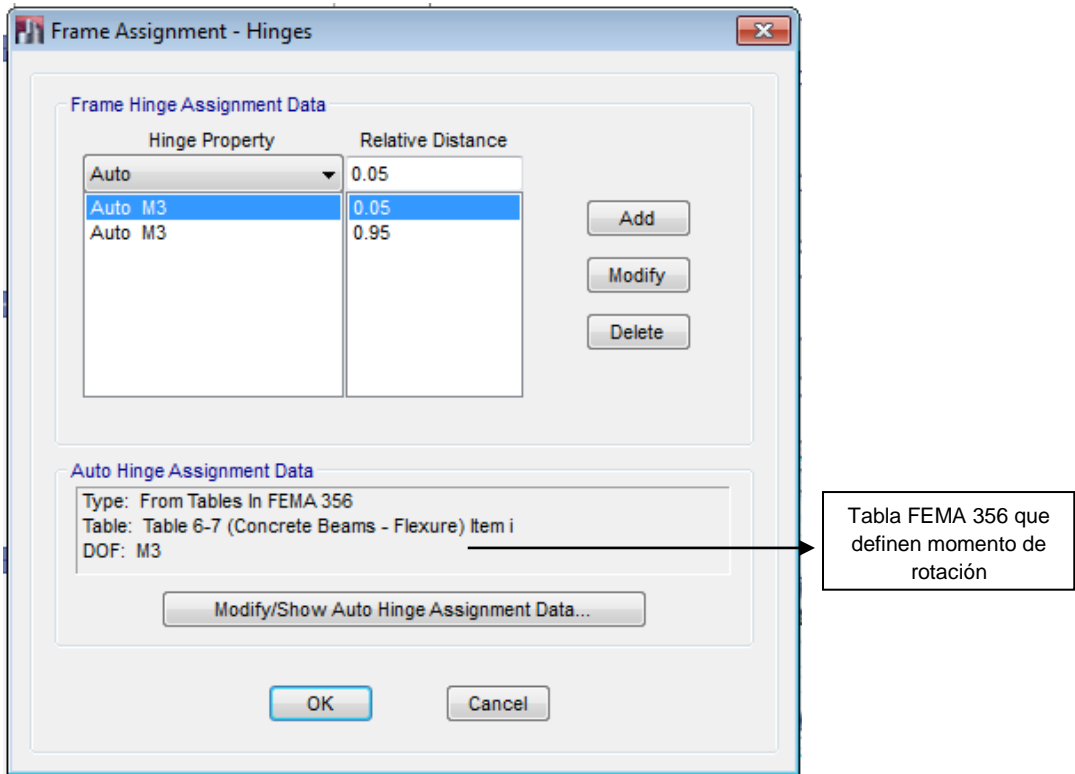 Frame Assignment - Hinges
Frame Hinge Assignment Data
Hinge Property Relative Distance
Auto 0.05
Auto M3 0.05
Auto M3 0.95
Add
Modify
Delete
Auto Hinge Assignment Data
Type: From Tables In FEMA 356
Table: Table 6-7 (Concrete Beams - Flexure) Item i
DOF: M3
Modify/Show Auto Hinge Assignment Data...
OK Cancel
Tabla FEMA 356 que
definen momento de
rotación